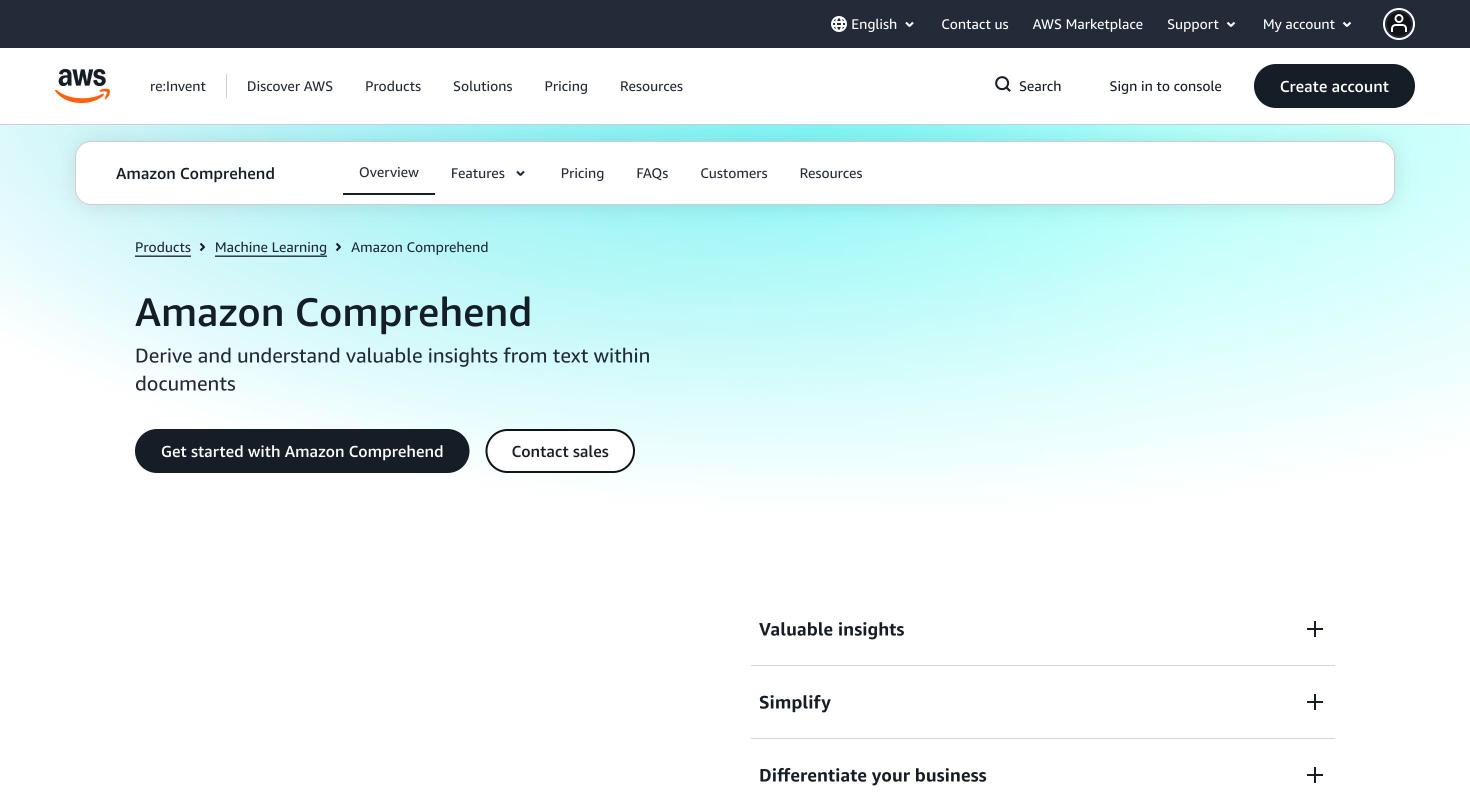 English
Contact us
AWS Marketplace
Support
My account
aws
re:Invent
Discover AWS
Products
Solutions
Pricing
Resources
Search
Sign in to console
Create account
Amazon Comprehend
Overview
Features
Pricing
FAQs
Customers
Resources
Products › Machine Learning › Amazon Comprehend
Amazon Comprehend
Derive and understand valuable insights from text within
documents
Get started with Amazon Comprehend
Contact sales
Valuable insights
Simplify
Differentiate your business